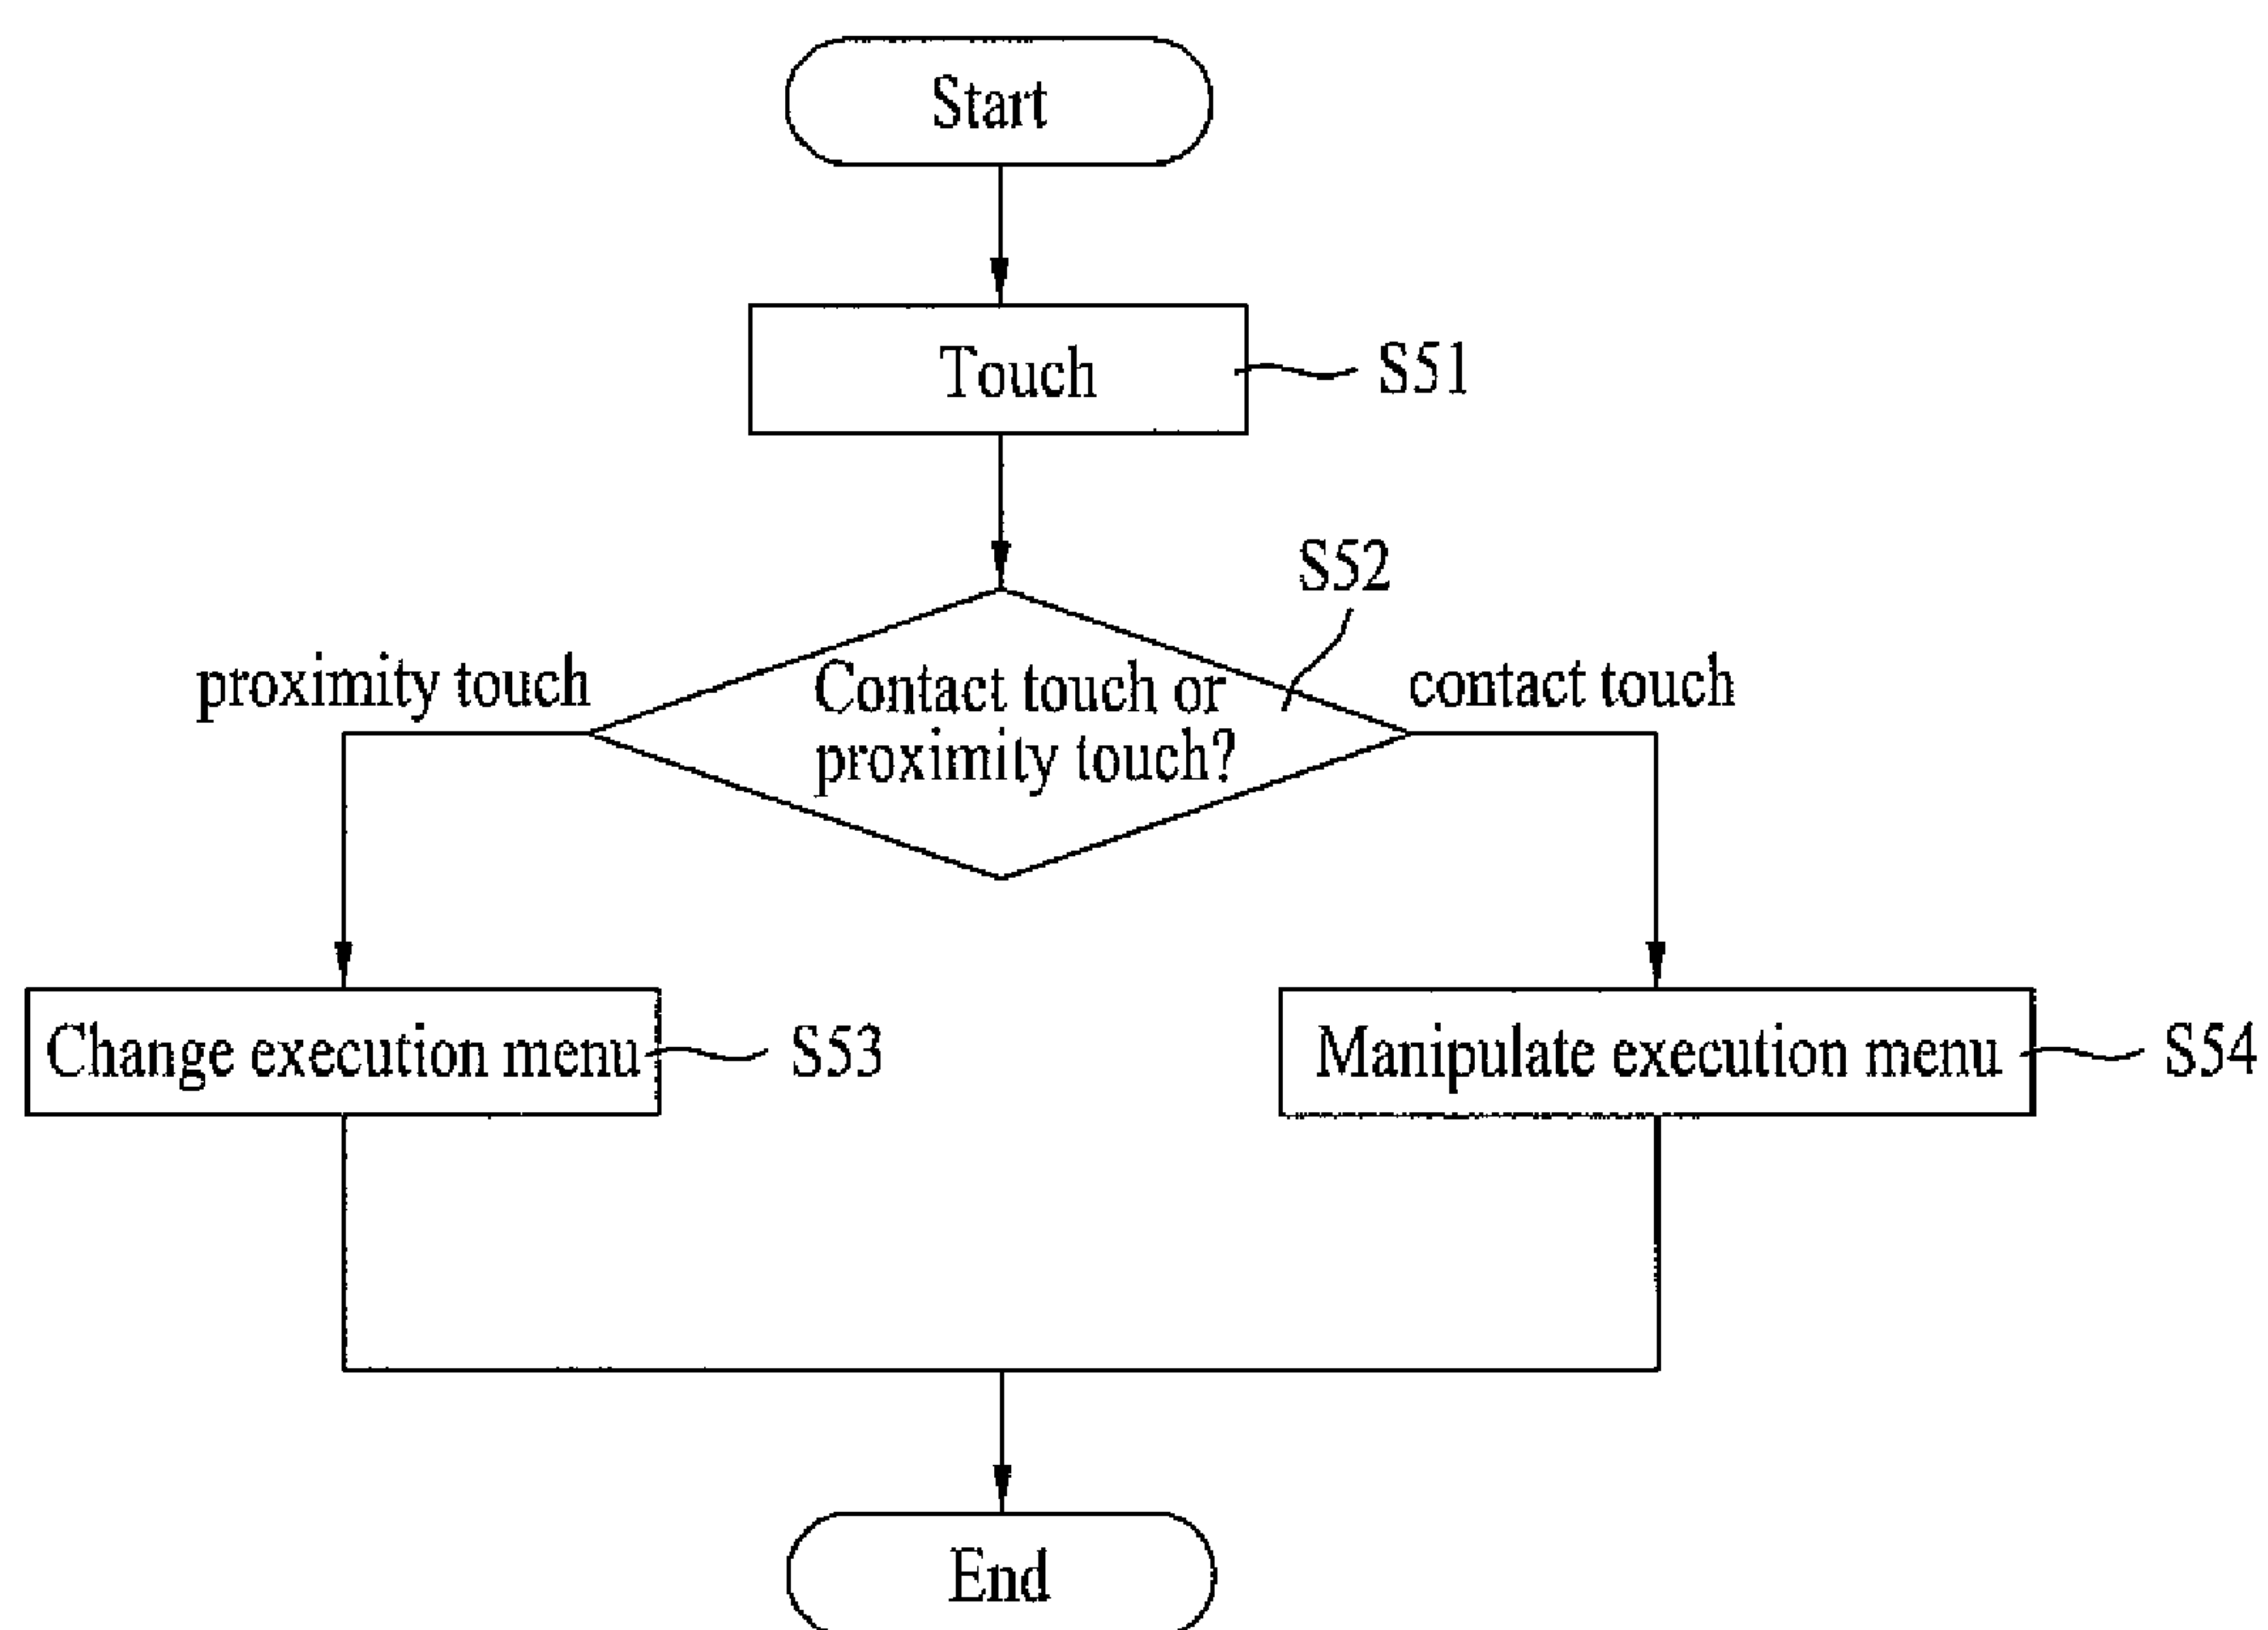 Start
Touch
S51
S52
proximity touch
Contact touch or
proximity touch?
contact touch
Change execution menu
S53
Manipulate execution menu
S54
End